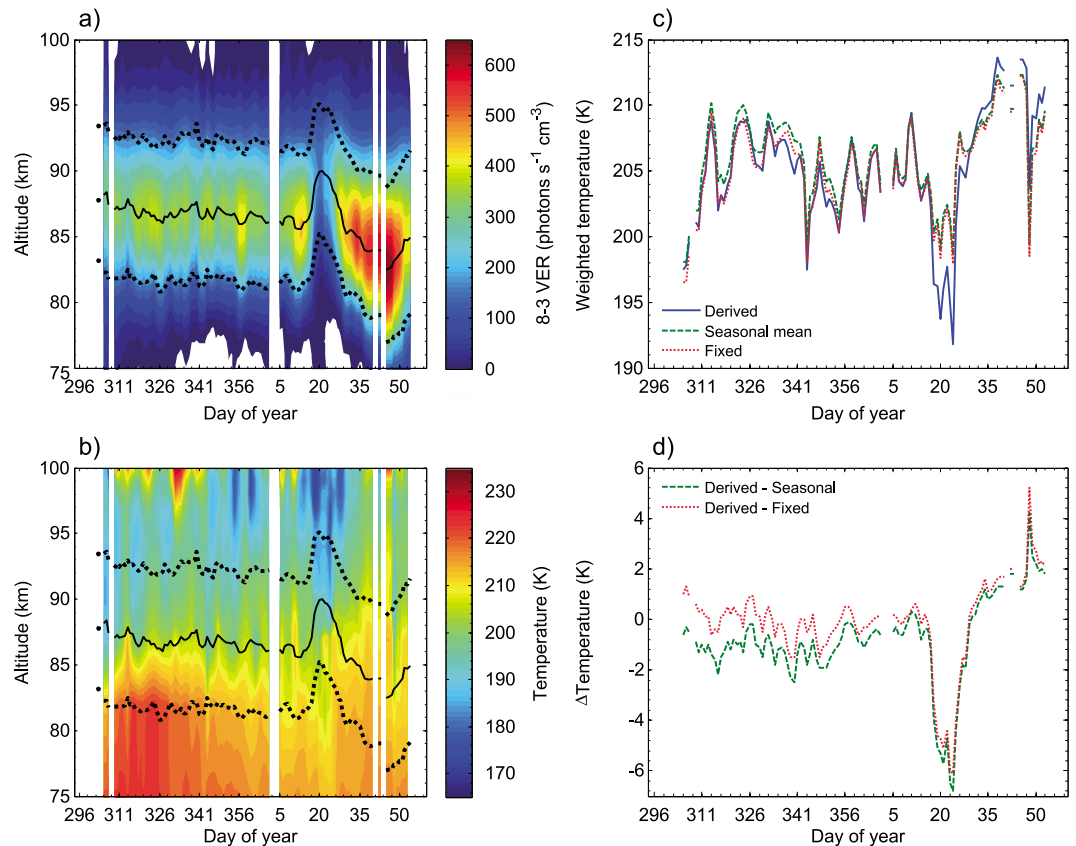 a)
100
95
90
85
80
75
Altitude (km)
296 311 326 341 356 5 20 35 50
Day of year
600
500
400
300
200
100
0
8-3 VER (photons s⁻¹ cm⁻³)
c)
215
210
205
200
195
190
Weighted temperature (K)
Derived
Seasonal mean
Fixed
296 311 326 341 356 5 20 35 50
Day of year
b)
100
95
90
85
80
75
Altitude (km)
296 311 326 341 356 5 20 35 50
Day of year
230
220
210
200
190
180
170
Temperature (K)
d)
6
4
2
0
-2
-4
-6
ΔTemperature (K)
Derived - Seasonal
Derived - Fixed
296 311 326 341 356 5 20 35 50
Day of year